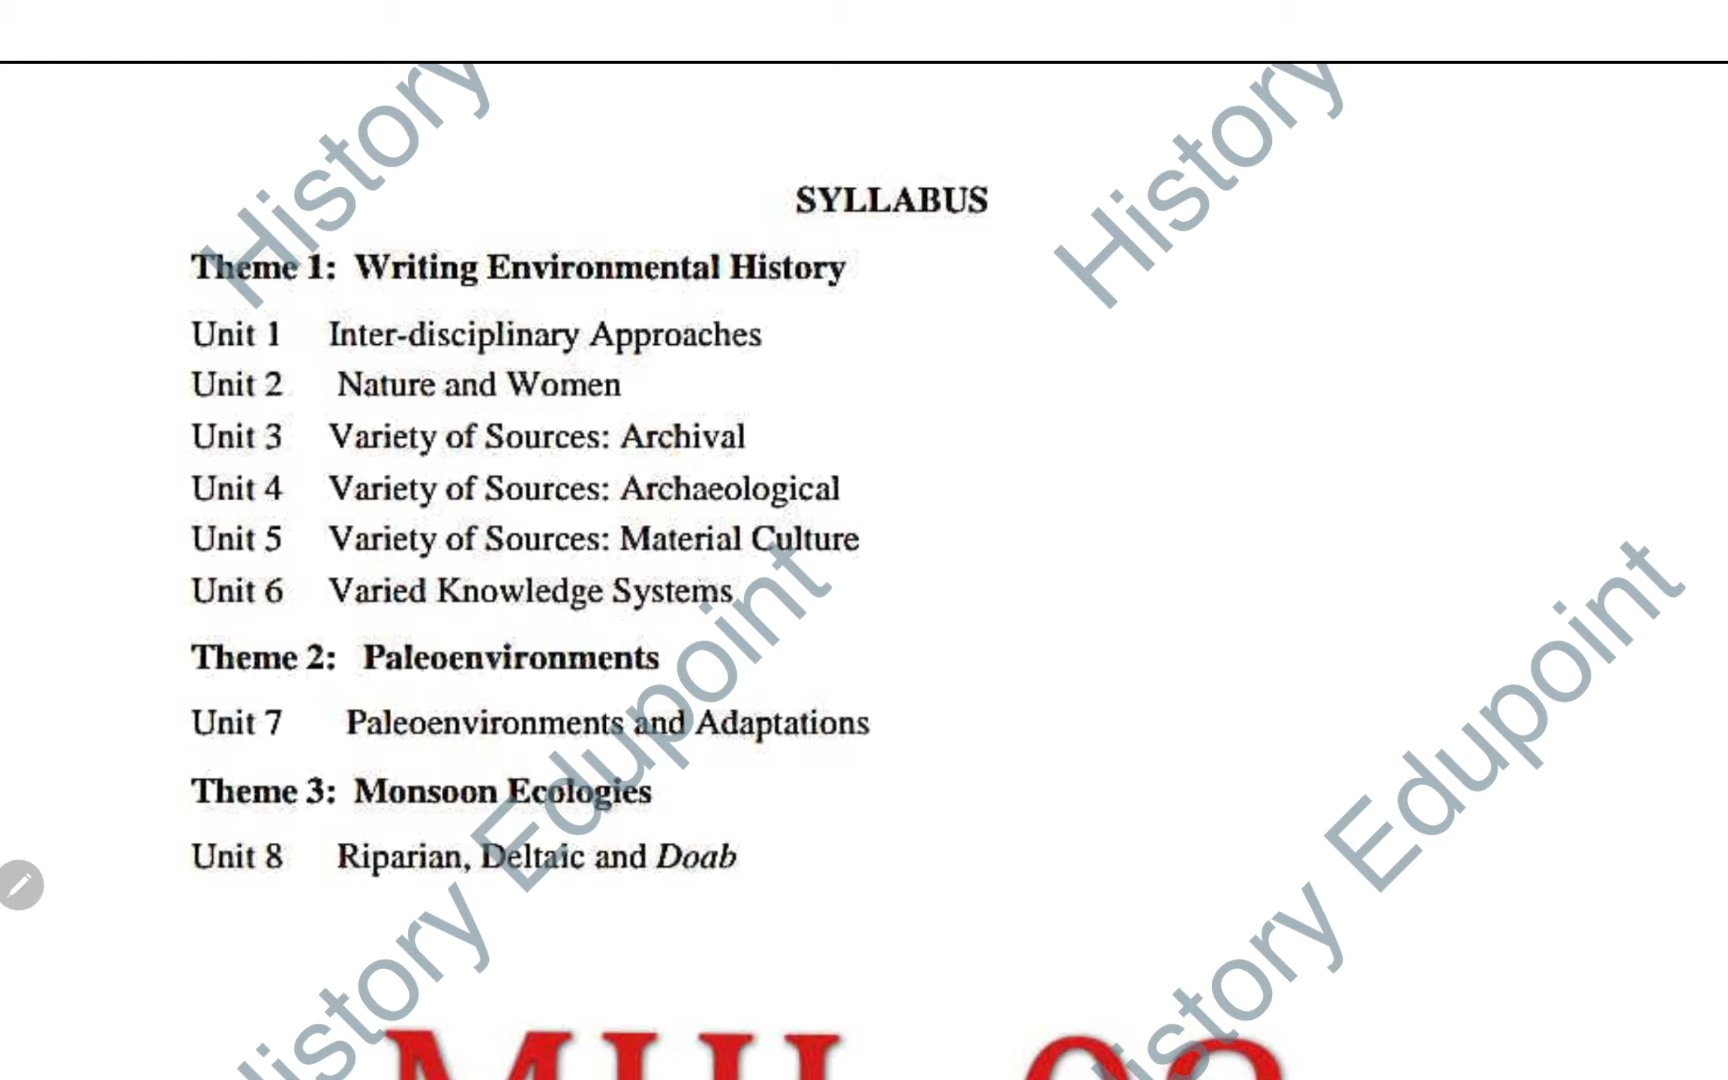 SYLLABUS
Theme 1: Writing Environmental History
Unit 1 Inter-disciplinary Approaches
Unit 2 Nature and Women
Unit 3 Variety of Sources: Archival
Unit 4 Variety of Sources: Archaeological
Unit 5 Variety of Sources: Material Culture
Unit 6 Varied Knowledge Systems
Theme 2: Paleoenvironments
Unit 7 Paleoenvironments and Adaptations
Theme 3: Monsoon Ecologies
Unit 8 Riparian, Deltaic and Doab
History
History
History Edupoint
History Edupoint